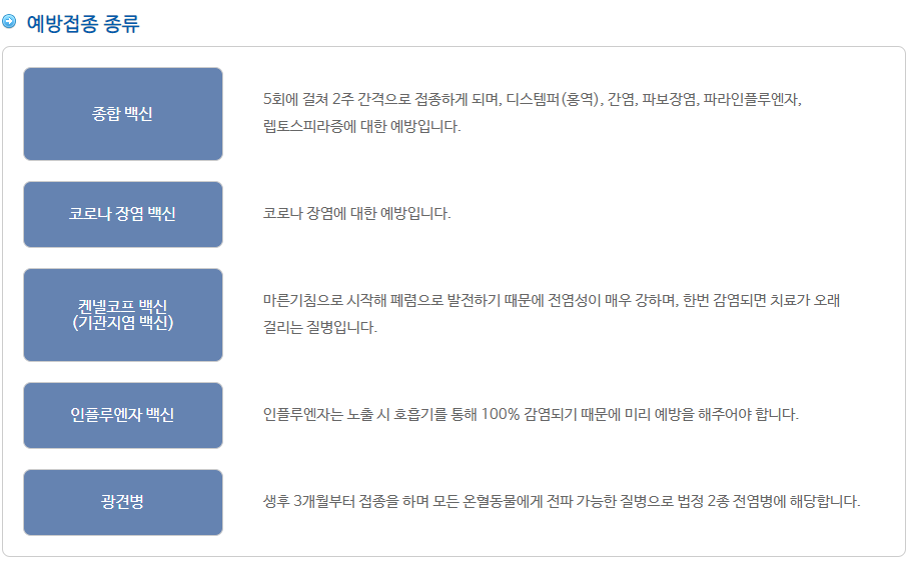 예방접종 종류
종합 백신
5회에 걸쳐 2주 간격으로 접종하게 되며, 디스템퍼(홍역), 간염, 파보장염, 파라인플루엔자,
렙토스피라증에 대한 예방입니다.
코로나 장염 백신
코로나 장염에 대한 예방입니다.
켄넬코프 백신
(기관지염 백신)
마른기침으로 시작해 폐렴으로 발전하기 때문에 전염성이 매우 강하며, 한번 감염되면 치료가 오래
걸리는 질병입니다.
인플루엔자 백신
인플루엔자는 노출 시 호흡기를 통해 100% 감염되기 때문에 미리 예방을 해주어야 합니다.
광견병
생후 3개월부터 접종을 하며 모든 온혈동물에게 전파 가능한 질병으로 법정 2종 전염병에 해당합니다.